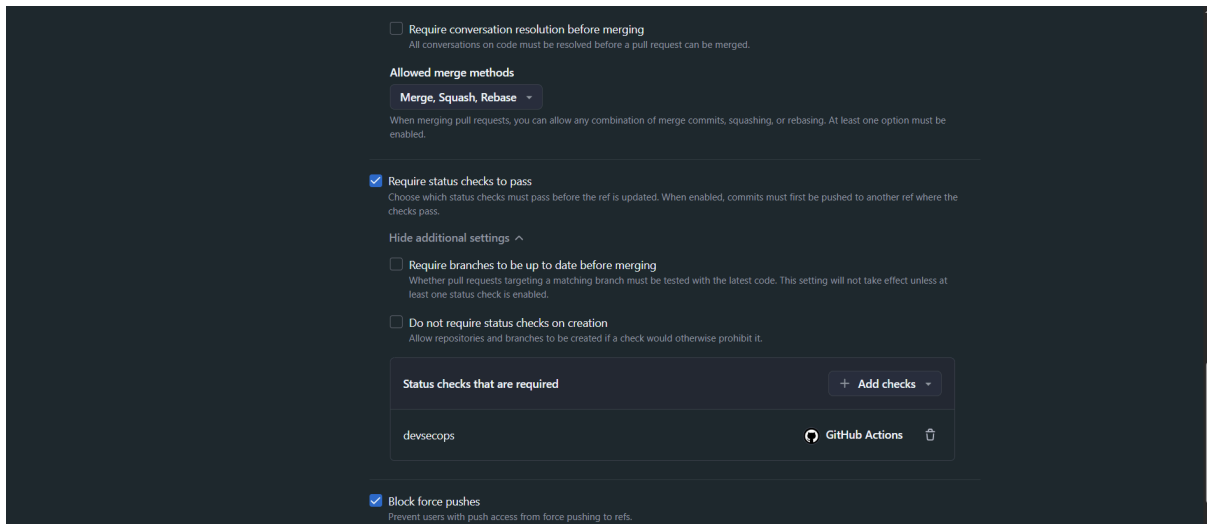 Require conversation resolution before merging
All conversations on code must be resolved before a pull request can be merged.
Allowed merge methods
Merge, Squash, Rebase
When merging pull requests, you can allow any combination of merge commits, squashing, or rebasing. At least one option must be
enabled.
Require status checks to pass
Choose which status checks must pass before the ref is updated. When enabled, commits must first be pushed to another ref where the
checks pass.
Hide additional settings
Require branches to be up to date before merging
Whether pull requests targeting a matching branch must be tested with the latest code. This setting will not take effect unless at
least one status check is enabled.
Do not require status checks on creation
Allow repositories and branches to be created if a check would otherwise prohibit it.
Status checks that are required
Add checks
devsecops
GitHub Actions
Block force pushes
Prevent users with push access from force pushing to refs.